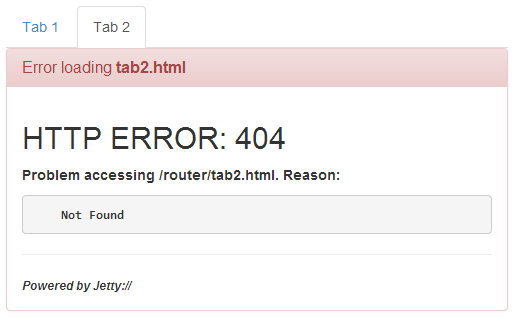 Tab 1 Tab 2
Error loading tab2.html
HTTP ERROR: 404
Problem accessing /router/tab2.html. Reason:
Not Found
Powered by Jetty://